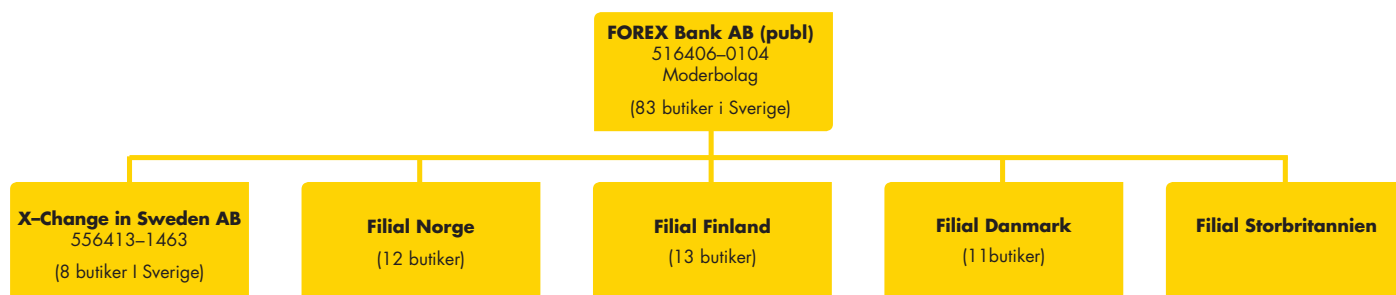 FOREX Bank AB (publ)
516406–0104
Moderbolag
(83 butiker i Sverige)
X–Change in Sweden AB
556413–1463
(8 butiker I Sverige)
Filial Norge
(12 butiker)
Filial Finland
(13 butiker)
Filial Danmark
(11butiker)
Filial Storbritannien